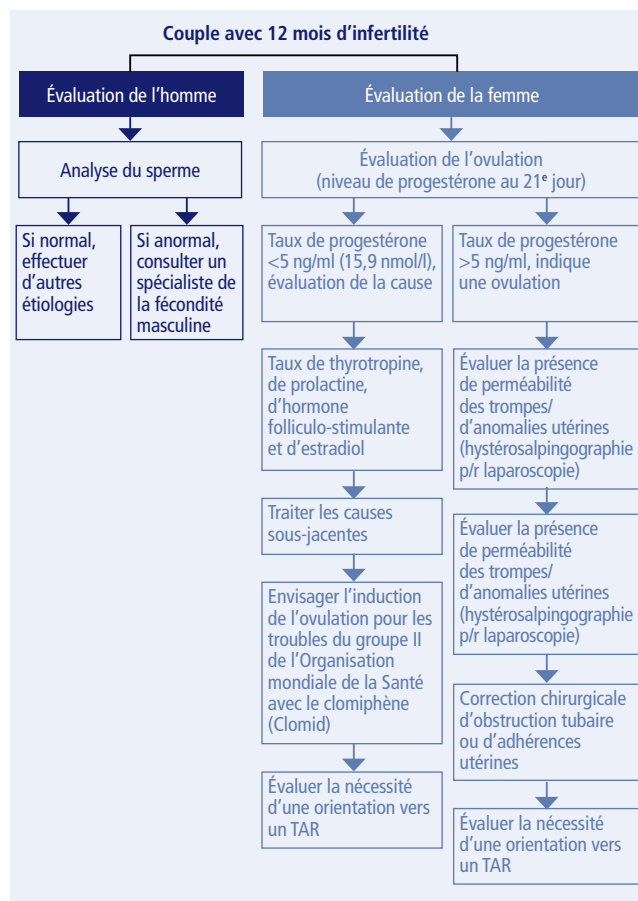 Couple avec 12 mois d’infertilité
Évaluation de l’homme
Analyse du sperme
Si normal,
effectuer
d’autres
étiologies
Si anormal,
consulter un
spécialiste de
la fécondité
masculine
Évaluation de la femme
Évaluation de l’ovulation
(niveau de progestérone au 21e jour)
Taux de progestérone
<5 ng/ml (15,9 nmol/l),
évaluation de la cause
Taux de thyrotropine,
de prolactine,
d’hormone
folliculo-stimulante
et d’estradiol
Traiter les causes
sous-jacentes
Envisager l’induction
de l’ovulation pour les
troubles du groupe II
de l’Organisation
mondiale de la Santé
avec le clomiphène
(Clomid)
Évaluer la nécessité
d’une orientation vers
un TAR
Taux de progestérone
>5 ng/ml, indique
une ovulation
Évaluer la présence
de perméabilité
des trompes/
d’anomalies utérines
(hystérosalpingographie
p/r laparoscopie)
Évaluer la présence
de perméabilité
des trompes/
d’anomalies utérines
(hystérosalpingographie
p/r laparoscopie)
Correction chirurgicale
d’obstruction tubaire
ou d’adhérences
utérines
Évaluer la nécessité
d’une orientation vers
un TAR